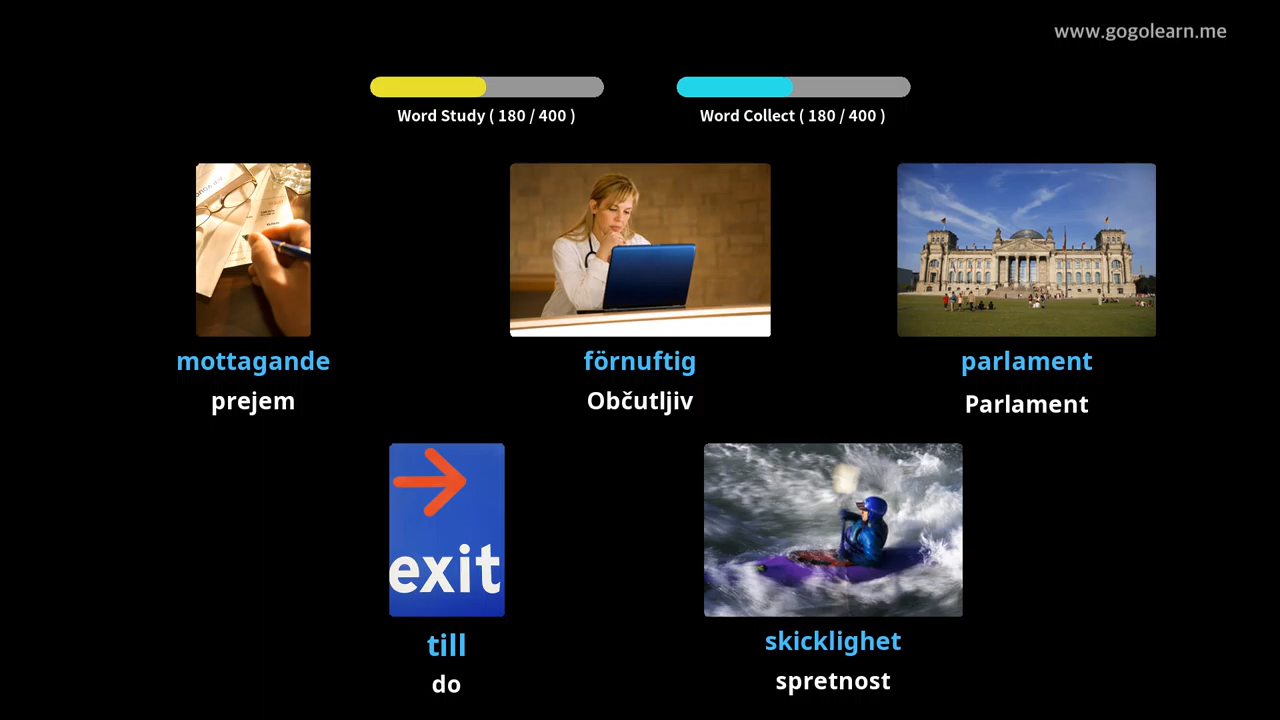 www.gogolearn.me
Word Study ( 180 / 400 )
Word Collect ( 180 / 400 )
mottagande
prejem
förnuftig
Občutljiv
parlament
Parlament
exit
till
do
skicklighet
spretnost